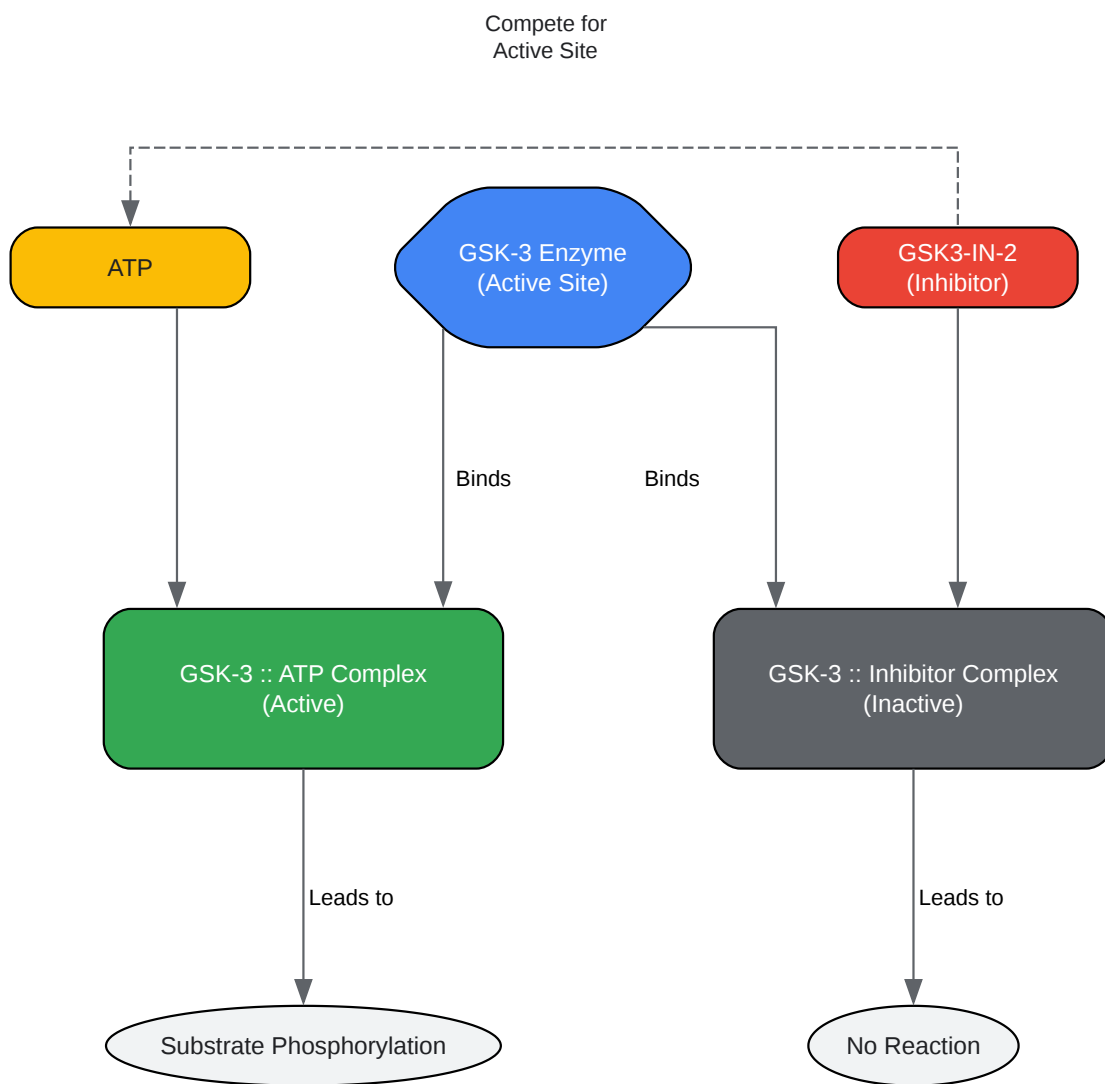 Compete for
Active Site
ATP
GSK-3 Enzyme
(Active Site)
GSK3-IN-2
(Inhibitor)
Binds
Binds
GSK-3 :: ATP Complex
(Active)
GSK-3 :: Inhibitor Complex
(Inactive)
Leads to
Leads to
Substrate Phosphorylation
No Reaction